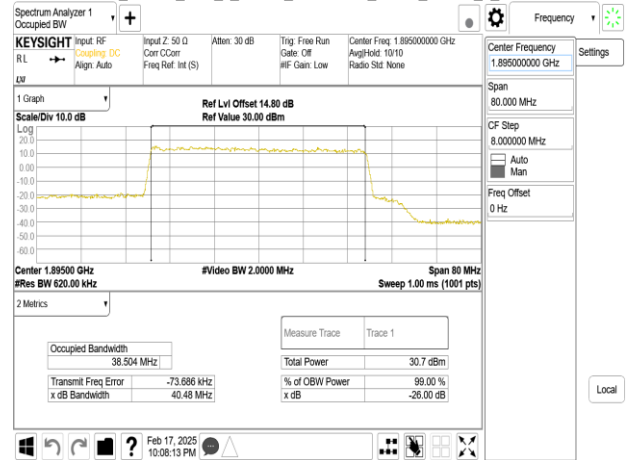 Spectrum Analyzer 1
Occupied BW
+
Frequency
KEYSIGHT
RL
LXI
Input: RF
Coupling: DC
Align: Auto
Input Z: 50 Ω
Corr CCorr
Freq Ref: Int (S)
Atten: 30 dB
Trig: Free Run
Gate: Off
#IF Gain: Low
Center Freq: 1.895000000 GHz
Avg|Hold: 10/10
Radio Std: None
Center Frequency
1.895000000 GHz
Settings
Span
80.000 MHz
CF Step
8.000000 MHz
Auto
Man
Freq Offset
0 Hz
1 Graph
Scale/Div 10.0 dB
Ref Lvl Offset 14.80 dB
Ref Value 30.00 dBm
Log
20.0
10.0
0.00
-10.0
-20.0
-30.0
-40.0
-50.0
-60.0
Center 1.89500 GHz
#Video BW 2.0000 MHz
Span 80 MHz
#Res BW 620.00 kHz
Sweep 1.00 ms (1001 pts)
2 Metrics
Measure Trace Trace 1
Occupied Bandwidth
38.504 MHz
Total Power 30.7 dBm
Transmit Freq Error -73.686 kHz
% of OBW Power 99.00 %
x dB Bandwidth 40.48 MHz
x dB -26.00 dB
Local
?
Feb 17, 2025
10:08:13 PM